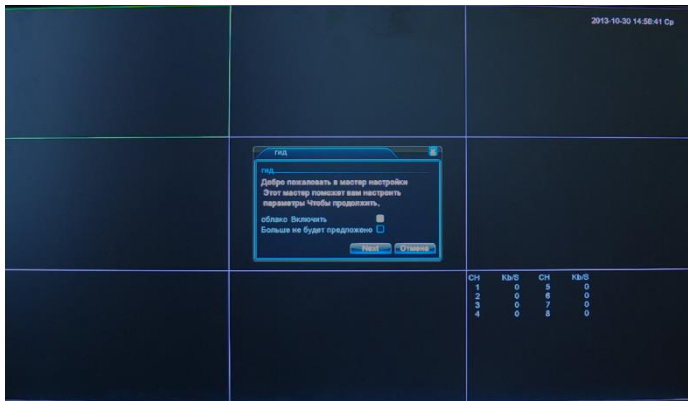 2013-10-30 14:56:41 Ср
гид
гид
Добро пожаловать в мастер настройки
Этот мастер поможет вам настроить
параметры Чтобы продолжить.
облако Включить
Больше не будет предложено
Next Отмена
CH Kb/S CH Kb/S
1 0 5 0
2 0 6 0
3 0 7 0
4 0 8 0